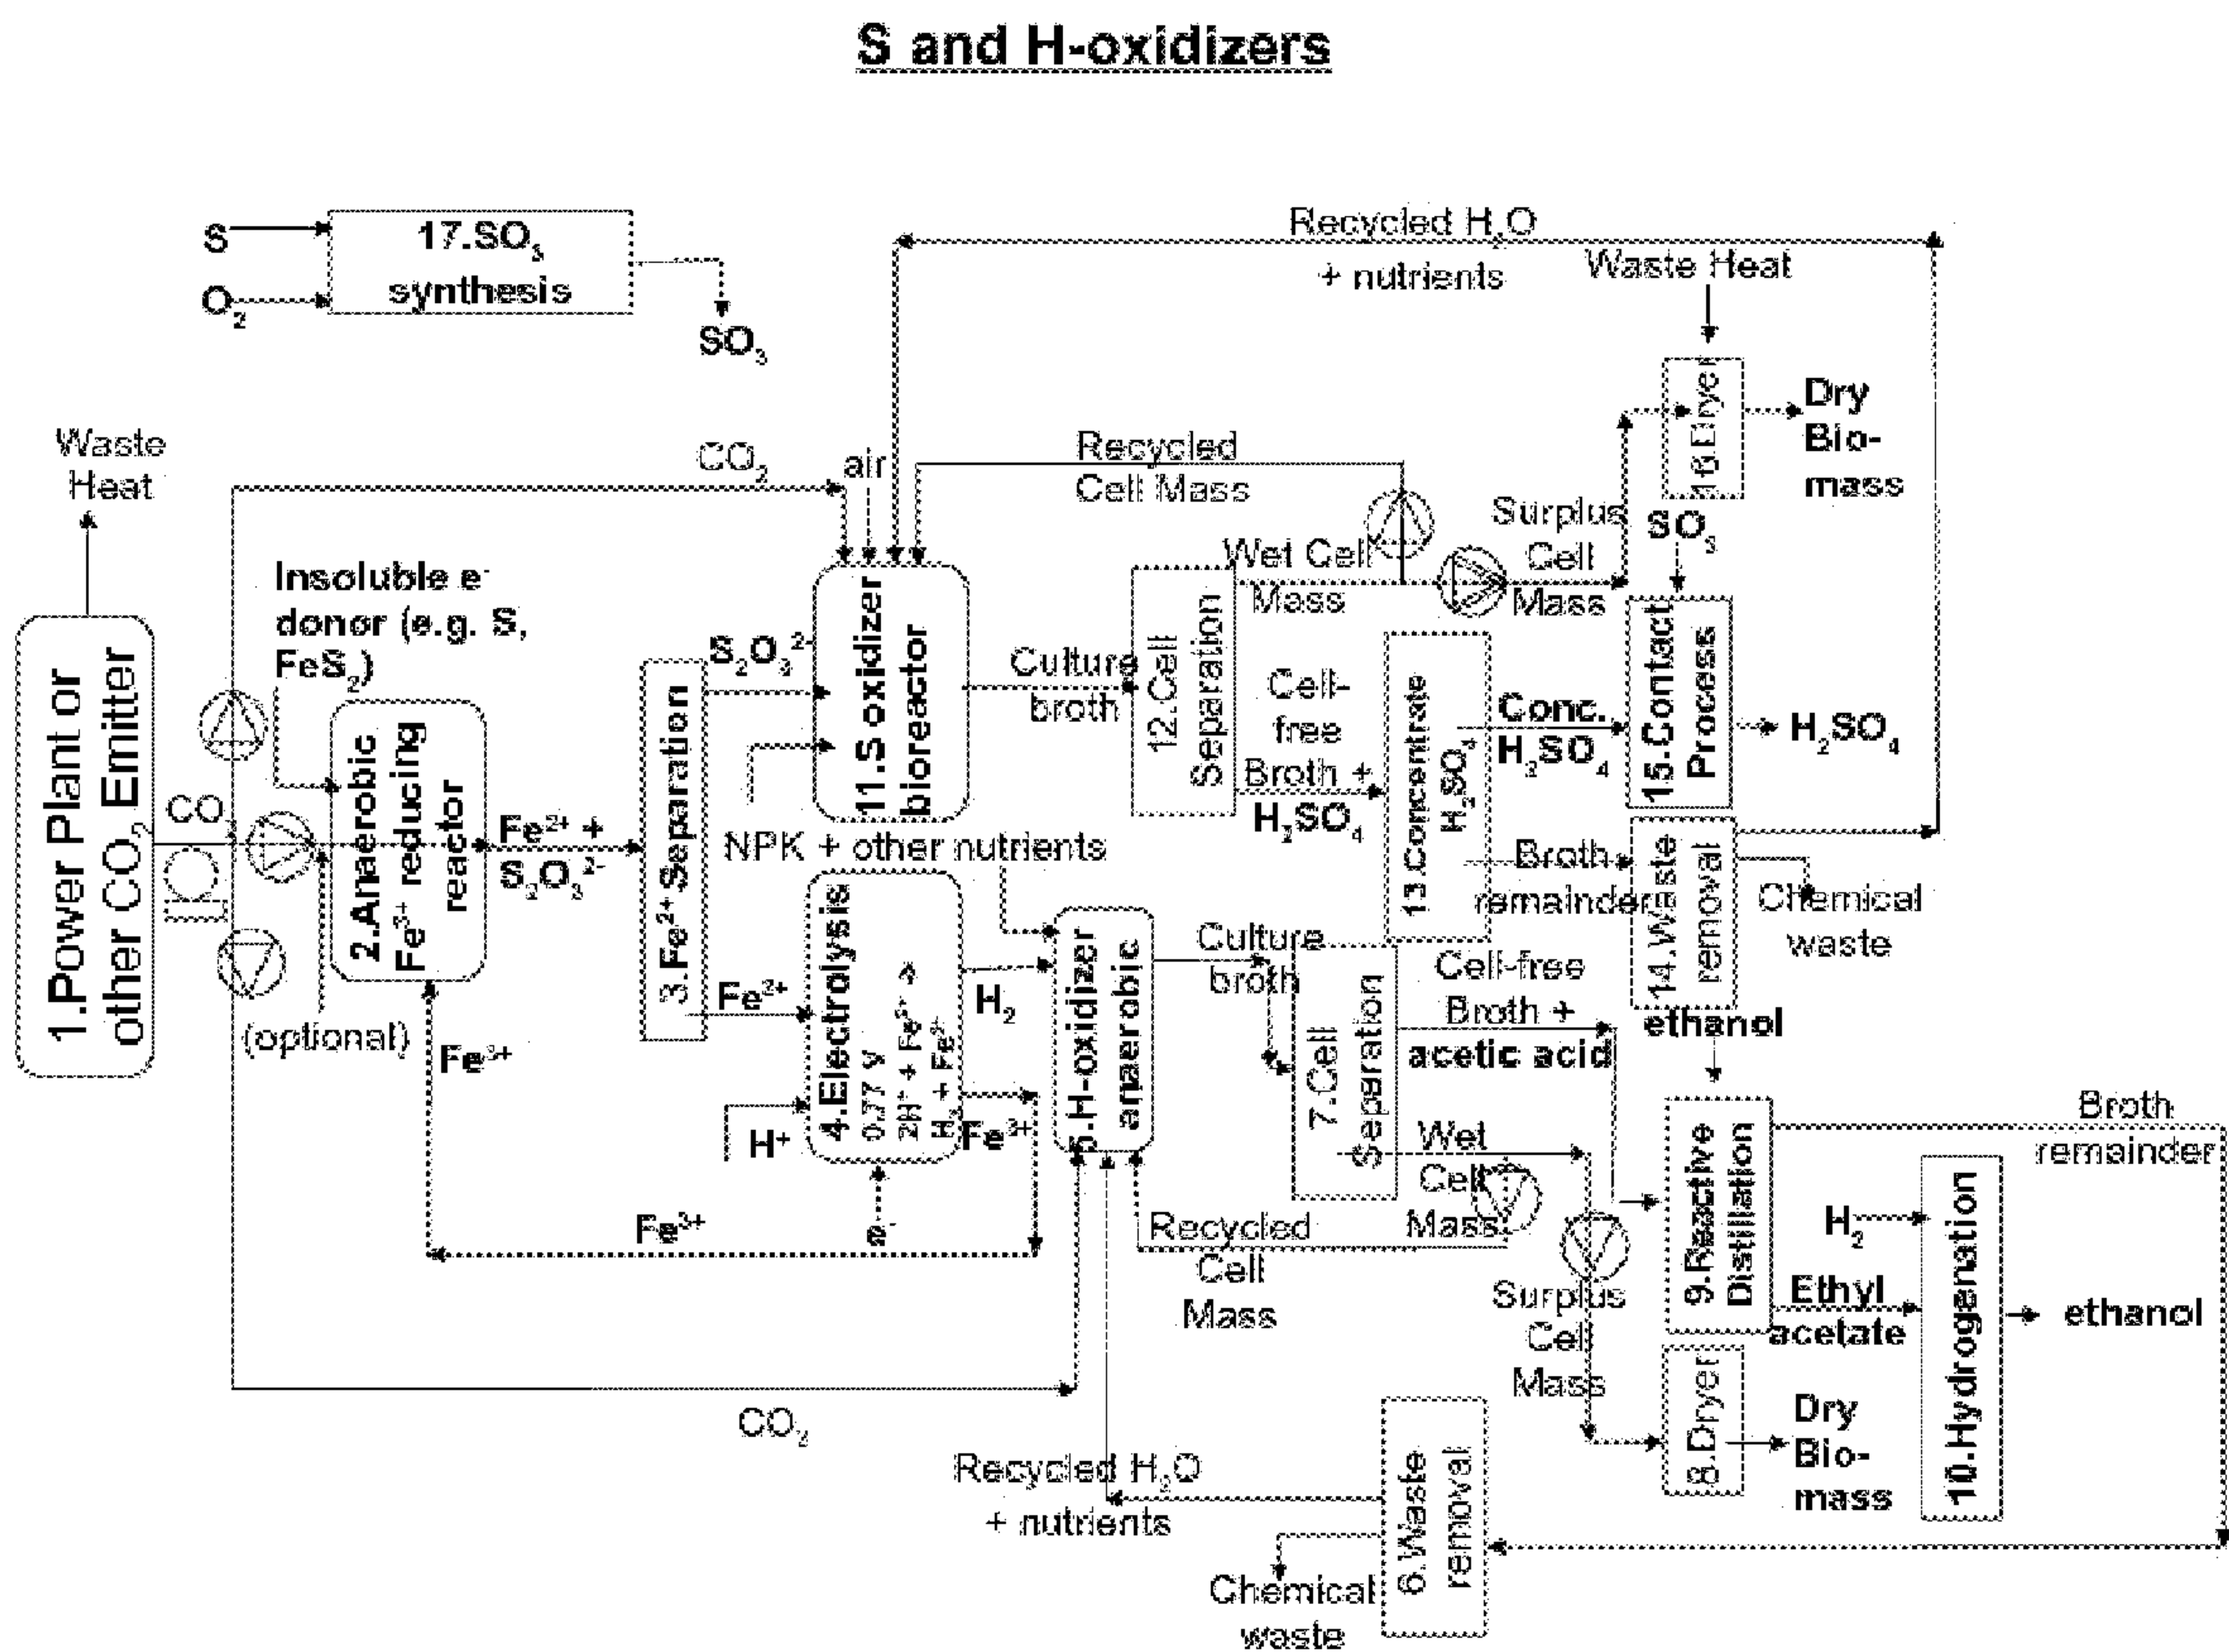 S and H-oxidizers
S
O₂
17.SO₃
synthesis
SO₃
Recycled H₂O
+ nutrients
Waste Heat
16.Dryer
Dry
Bio-
mass
Waste
Heat
CO₂
air
Recycled
Cell Mass
Surplus
Cell
Mass
SO₃
Wet Cell
Mass
Insoluble e⁻
donor (e.g. S,
FeS₂)
1.Power Plant or
other CO₂ Emitter
CO₂
2.Anaerobic
Fe³⁺ reducing
reactor
(optional)
Fe²⁺ +
S₂O₃²⁻
3.Fe²⁺ Separation
S₂O₃²⁻
11.S oxidizer
bioreactor
Culture
broth
12.Cell
Separation
Cell-
free
Broth +
H₂SO₄
13.Concentrate
H₂SO₄
Conc.
H₂SO₄
15.Contact
Process
H₂SO₄
Broth
remainder
14.Waste
removal
Chemical
waste
NPK + other nutrients
Fe²⁺
H⁺
4.Electrolysis
0.77 V
2H⁺ + Fe²⁺ →
H₂ + Fe³⁺
H₂
Fe³⁺
e⁻
Fe³⁺
Fe³⁺
5.H-oxidizer
anaerobic
Culture
broth
7.Cell
Separation
Cell-free
Broth +
acetic acid
Wet
Cell
Mass
Recycled
Cell
Mass
Surplus
Cell
Mass
ethanol
9.Reactive
Distillation
Broth
remainder
H₂
Ethyl
acetate
10.Hydrogenation
ethanol
8.Dryer
Dry
Bio-
mass
CO₂
Recycled H₂O
+ nutrients
6.Waste
removal
Chemical
waste